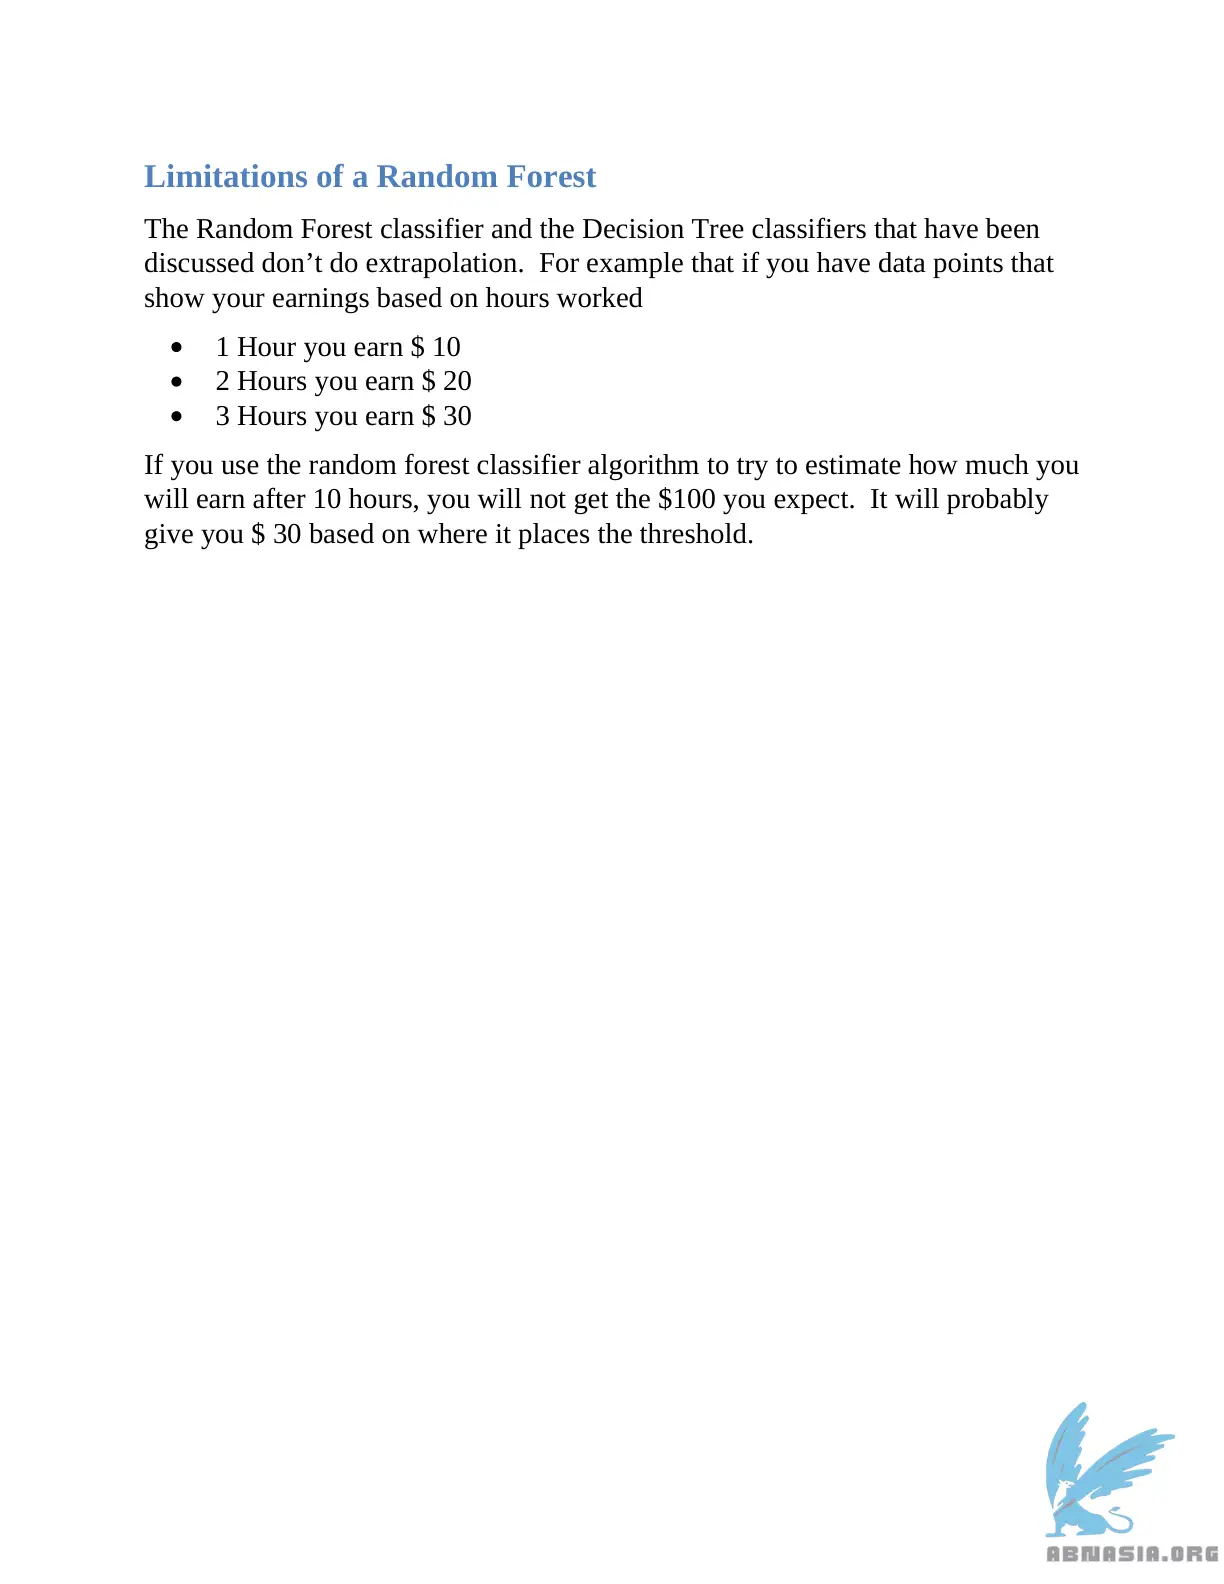 Limitations of a Random Forest
The Random Forest classifier and the Decision Tree classifiers that have been
discussed don’t do extrapolation.  For example that if you have data points that
show your earnings based on hours worked
• 1 Hour you earn $ 10
• 2 Hours you earn $ 20
• 3 Hours you earn $ 30
If you use the random forest classifier algorithm to try to estimate how much you
will earn after 10 hours, you will not get the $100 you expect.  It will probably
give you $ 30 based on where it places the threshold.
ABNASIA.ORG